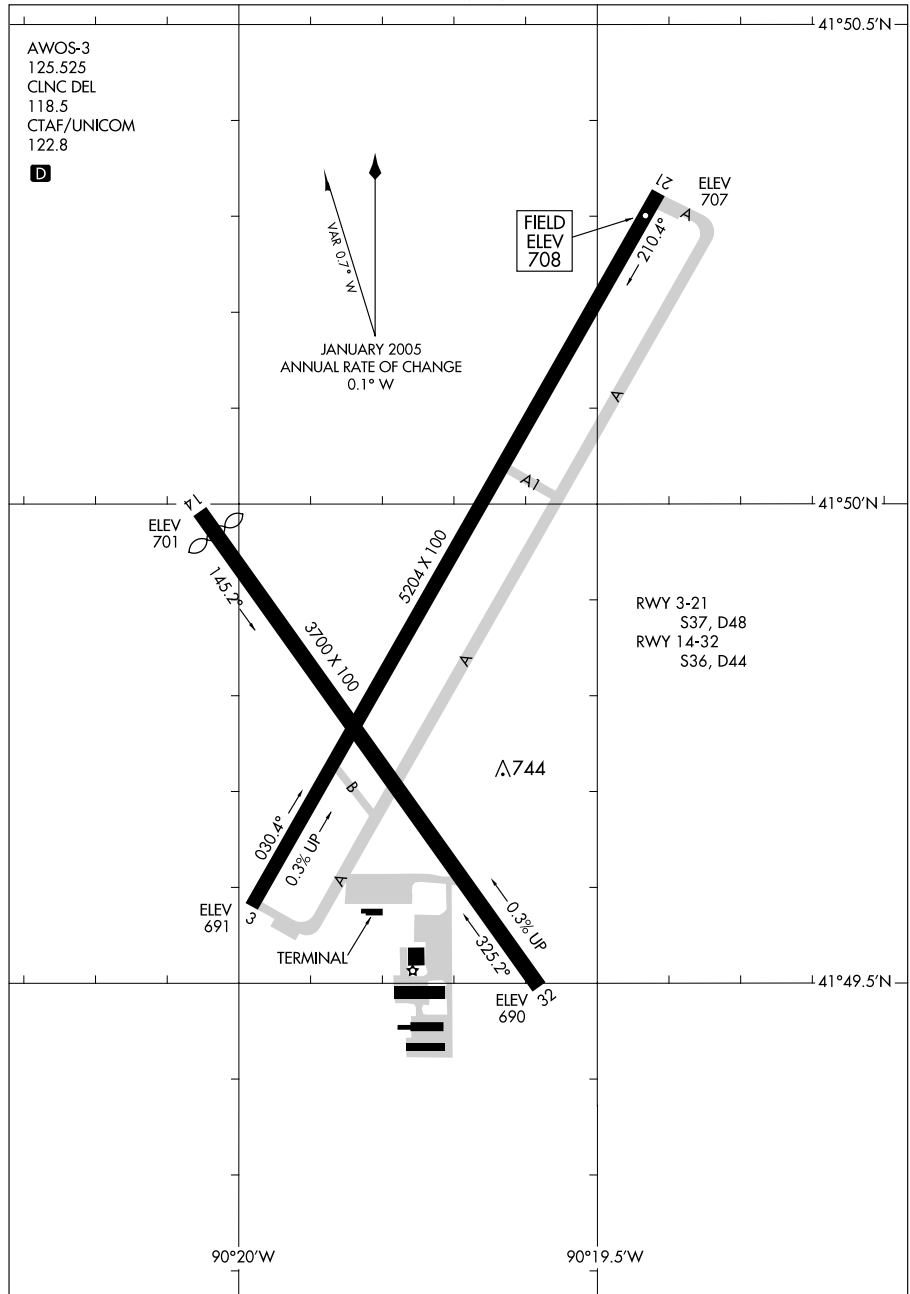 41°50.5'N
AWOS-3
125.525
CLNC DEL
118.5
CTAF/UNICOM
122.8
D
VAR 0.7° W
JANUARY 2005
ANNUAL RATE OF CHANGE
0.1° W
21
ELEV
707
A
FIELD
ELEV
708
210.4°
A
A1
41°50'N
14
ELEV
701
145.2°
5204 X 100
3700 X 100
RWY 3-21
S37, D48
RWY 14-32
S36, D44
A
744
B
030.4°
0.3% UP
A
ELEV
691
3
TERMINAL
0.3% UP
325.2°
ELEV
690
32
41°49.5'N
90°20'W
90°19.5'W